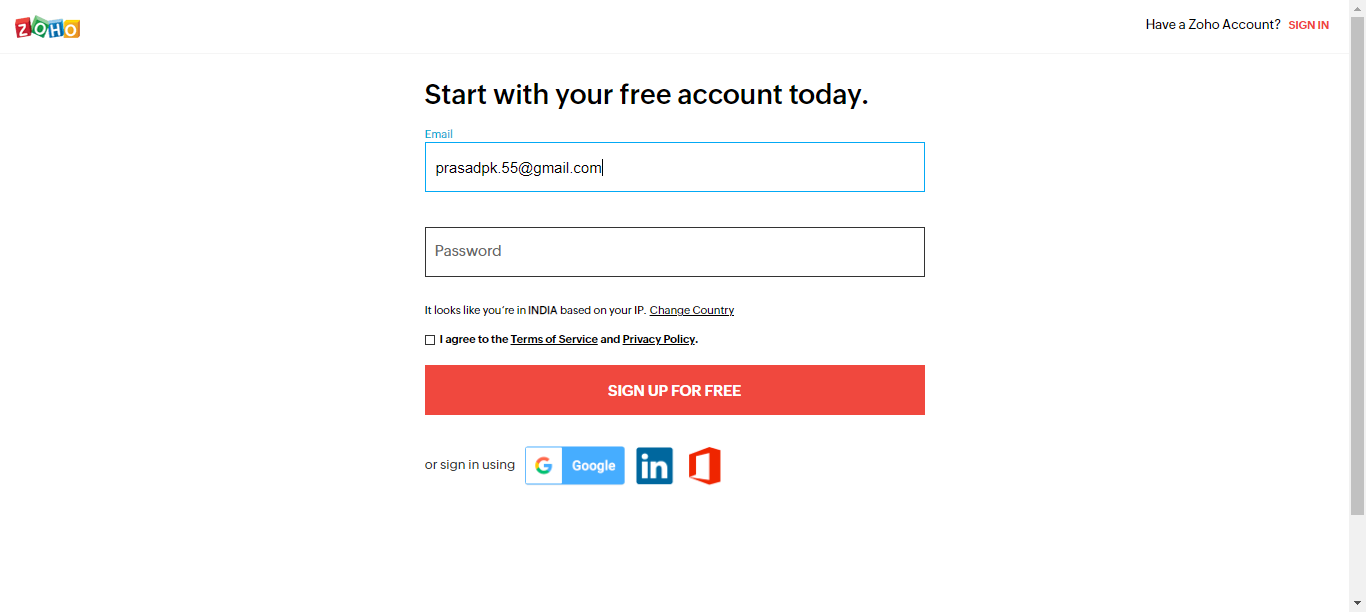 ZOHO
Have a Zoho Account? SIGN IN
Start with your free account today.
Email
prasadpk.55@gmail.com
Password
It looks like you're in INDIA based on your IP. Change Country
I agree to the Terms of Service and Privacy Policy.
SIGN UP FOR FREE
or sign in using G Google in